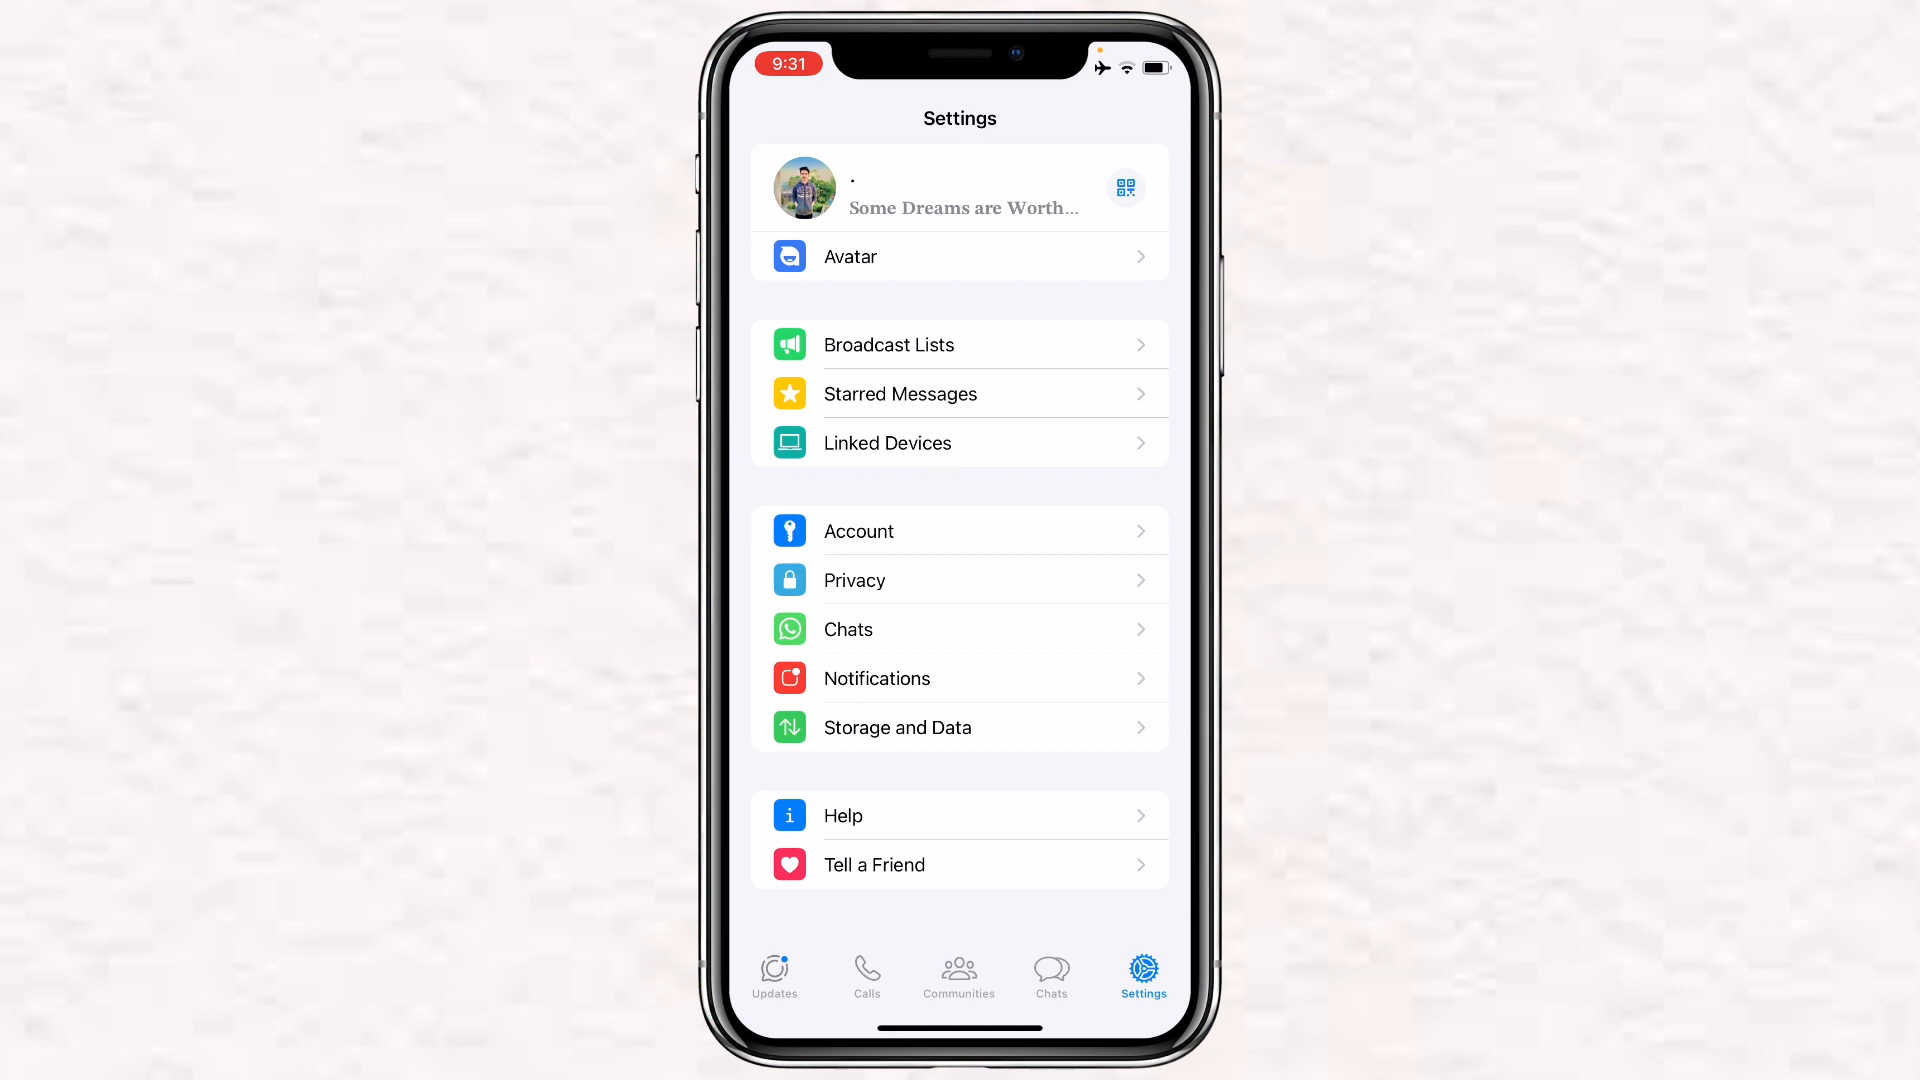 9:31
Settings
.
Some Dreams are Worth...
Avatar
Broadcast Lists
Starred Messages
Linked Devices
Account
Privacy
Chats
Notifications
Storage and Data
Help
Tell a Friend
Updates
Calls
Communities
Chats
Settings